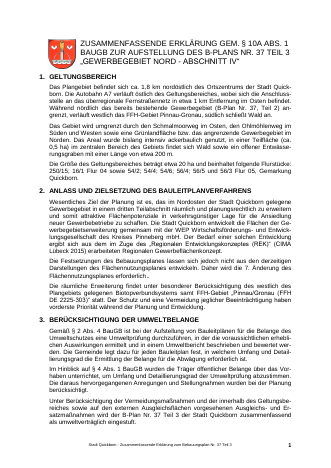 ZUSAMMENFASSENDE ERKLÄRUNG GEM. § 10A ABS. 1
BAUGB ZUR AUFSTELLUNG DES B-PLANS NR. 37 TEIL 3
„GEWERBEGEBIET NORD - ABSCHNITT IV"
1. GELTUNGSBEREICH
Das Plangebiet befindet sich ca. 1,8 km nordöstlich des Ortszentrums der Stadt Quick-
born. Die Autobahn A7 verläuft östlich des Geltungsbereiches, wobei sich die Anschluss-
stelle an das überregionale Fernstraßennetz in etwa 1 km Entfernung im Osten befindet.
Während nördlich das bereits bestehende Gewerbegebiet (B-Plan Nr. 37, Teil 2) an-
grenzt, verläuft westlich das FFH-Gebiet Pinnau-Gronau, südlich schließt Wald an.
Das Gebiet wird umgrenzt durch den Schmalmoorweg im Osten, den Ohlmöhlenweg im
Süden und Westen sowie eine Grünlandfläche bzw. das angrenzende Gewerbegebiet im
Norden. Das Areal wurde bislang intensiv ackerbaulich genutzt, in einer Teilfläche (ca.
0,5 ha) im zentralen Bereich des Gebiets findet sich Wald sowie ein offener Entwässe-
rungsgraben mit einer Länge von etwa 200 m.
Die Größe des Geltungsbereiches beträgt etwa 20 ha und beinhaltet folgende Flurstücke:
250/15; 16/1 Flur 04 sowie 54/2; 54/4; 54/6; 54/6; 56/5 und 56/3 Flur 05, Gemarkung
Quickborn.
2. ANLASS UND ZIELSETZUNG DES BAULEITPLANVERFAHRENS
Wesentliches Ziel der Planung ist es, das im Nordosten der Stadt Quickborn gelegene
Gewerbegebiet in einem dritten Teilabschnitt räumlich und planungsrechtlich zu erweitern
und somit attraktive Flächenpotenziale in verkehrsgünstiger Lage für die Ansiedlung
neuer Gewerbebetriebe zu schaffen. Die Stadt Quickborn entwickelt die Flächen der Ge-
werbegebietserweiterung gemeinsam mit der WEP Wirtschaftsförderungs- und Entwick-
lungsgesellschaft des Kreises Pinneberg mbH. Der Bedarf einer solchen Entwicklung
ergibt sich aus dem im Zuge des „Regionalen Entwicklungskonzeptes (REK)" (CIMA
Lübeck 2015) erarbeiteten Regionalen Gewerbeflächenkonzept.
Die Festsetzungen des Bebauungsplanes lassen sich jedoch nicht aus den derzeitigen
Darstellungen des Flächennutzungsplanes entwickeln. Daher wird die 7. Änderung des
Flächennutzungsplanes erforderlich..
Die räumliche Erweiterung findet unter besonderer Berücksichtigung des westlich des
Plangebiets gelegenen Biotopverbundsystems samt FFH-Gebiet „Pinnau/Gronau (FFH
DE 2225-303)" statt. Der Schutz und eine Vermeidung jeglicher Beeinträchtigung haben
vorderste Priorität während der Planung und Entwicklung.
3. BERÜCKSICHTIGUNG DER UMWELTBELANGE
Gemäß § 2 Abs. 4 BauGB ist bei der Aufstellung von Bauleitplänen für die Belange des
Umweltschutzes eine Umweltprüfung durchzuführen, in der die voraussichtlichen erhebli-
chen Auswirkungen ermittelt und in einem Umweltbericht beschrieben und bewertet wer-
den. Die Gemeinde legt dazu für jeden Bauleitplan fest, in welchem Umfang und Detail-
lierungsgrad die Ermittlung der Belange für die Abwägung erforderlich ist.
Im Hinblick auf § 4 Abs. 1 BauGB wurden die Träger öffentlicher Belange über das Vor-
haben unterrichtet, um Umfang und Detaillierungsgrad der Umweltprüfung abzustimmen.
Die daraus hervorgegangenen Anregungen und Stellungnahmen wurden bei der Planung
berücksichtigt.
Unter Berücksichtigung der Vermeidungsmaßnahmen und der innerhalb des Geltungsbe-
reiches sowie auf den externen Ausgleichsflächen vorgesehenen Ausgleichs- und Er-
satzmaßnahmen wird der B-Plan Nr. 37 Teil 3 der Stadt Quickborn zusammenfassend
als umweltverträglich eingestuft.
Stadt Quickborn - Zusammenfassende Erklärung zum Bebauungsplan Nr. 37 Teil 3 1